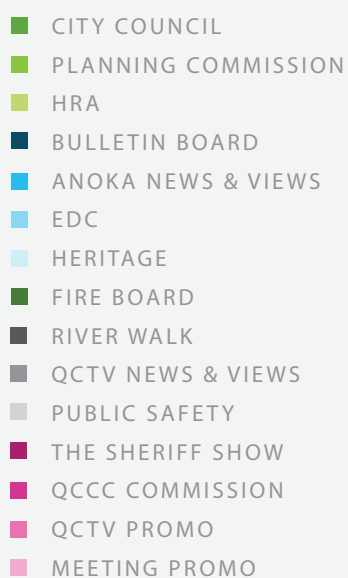 CITY COUNCIL
PLANNING COMMISSION
HRA
BULLETIN BOARD
ANOKA NEWS & VIEWS
EDC
HERITAGE
FIRE BOARD
RIVER WALK
QCTV NEWS & VIEWS
PUBLIC SAFETY
THE SHERIFF SHOW
QCCC COMMISSION
QCTV PROMO
MEETING PROMO